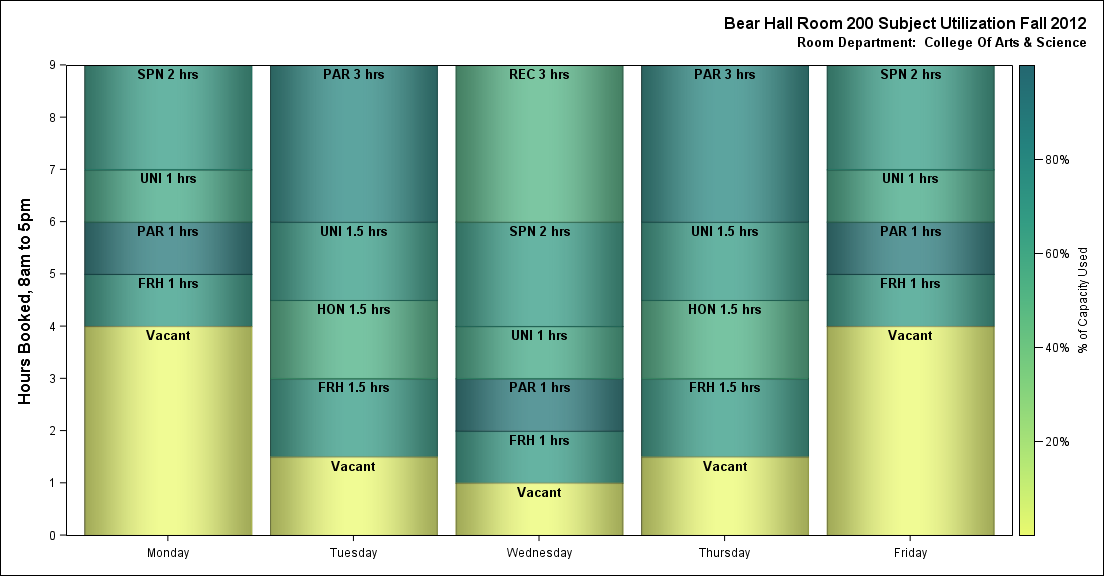 Bear Hall Room 200 Subject Utilization Fall 2012
Room Department:  College Of Arts & Science
Hours Booked, 8am to 5pm
9
8
7
6
5
4
3
2
1
0
SPN 2 hrs
UNI 1 hrs
PAR 1 hrs
FRH 1 hrs
Vacant
PAR 3 hrs
UNI 1.5 hrs
HON 1.5 hrs
FRH 1.5 hrs
Vacant
REC 3 hrs
SPN 2 hrs
UNI 1 hrs
PAR 1 hrs
FRH 1 hrs
Vacant
PAR 3 hrs
UNI 1.5 hrs
HON 1.5 hrs
FRH 1.5 hrs
Vacant
SPN 2 hrs
UNI 1 hrs
PAR 1 hrs
FRH 1 hrs
Vacant
Monday
Tuesday
Wednesday
Thursday
Friday
80%
60%
40%
20%
% of Capacity Used